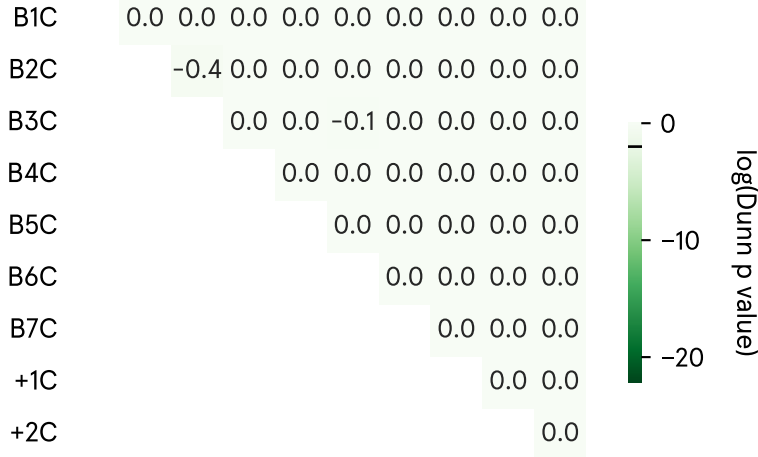 B1C 0.0 0.0 0.0 0.0 0.0 0.0 0.0 0.0 0.0
B2C -0.4 0.0 0.0 0.0 0.0 0.0 0.0 0.0
B3C 0.0 0.0 -0.1 0.0 0.0 0.0 0.0
B4C 0.0 0.0 0.0 0.0 0.0 0.0
B5C 0.0 0.0 0.0 0.0 0.0
B6C 0.0 0.0 0.0 0.0
B7C 0.0 0.0 0.0
+1C 0.0 0.0
+2C 0.0
0
-10
-20
log(Dunn p value)